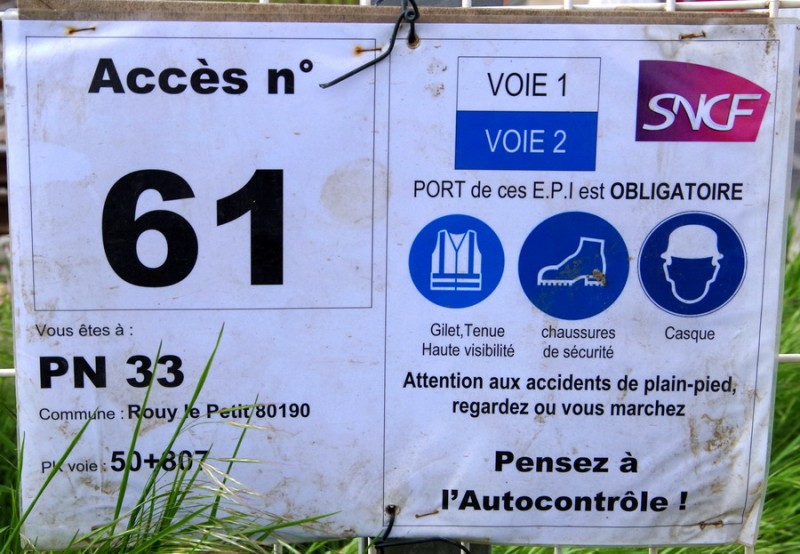 Accès n°
61
Vous êtes à :
PN 33
Commune : Rouy le Petit 80190
PK voie : 50+807
VOIE 1
VOIE 2
SNCF
PORT de ces E.P.I est OBLIGATOIRE
Gilet,Tenue
Haute visibilité
chaussures
de sécurité
Casque
Attention aux accidents de plain-pied,
regardez ou vous marchez
Pensez à
l'Autocontrôle !